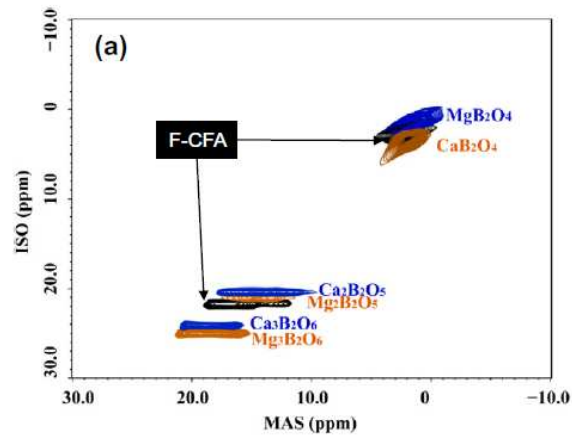 (a)
−10.0
0
10.0
20.0
30.0
ISO (ppm)
F-CFA
MgB₂O₄
CaB₂O₄
Ca₂B₂O₅
Mg₂B₂O₅
Ca₃B₂O₆
Mg₃B₂O₆
30.0 20.0 10.0 0 −10.0
MAS (ppm)